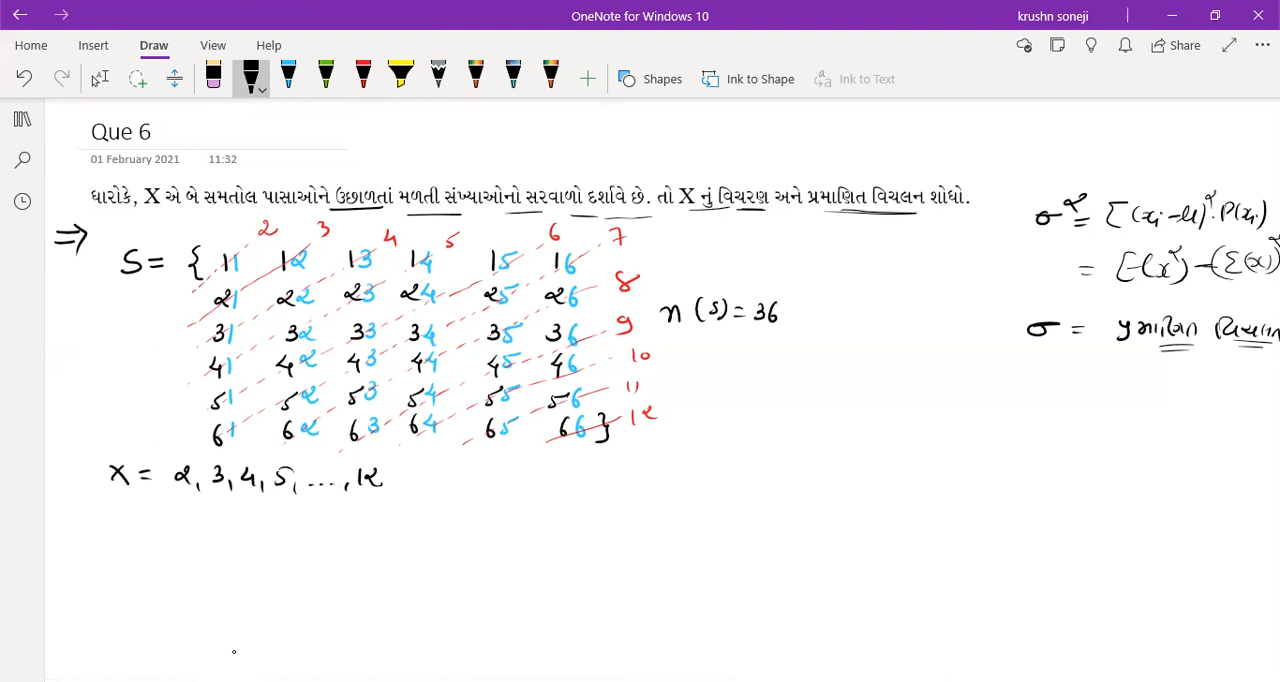 OneNote for Windows 10
krushn soneji
Home Insert Draw View Help
Share
Shapes Ink to Shape Ink to Text
Que 6
01 February 2021 11:32
ધારોકે, X એ બે સમતોલ પાસાઓને ઉછાળતાં મળતી સંખ્યાઓનો સરવાળો દર્શાવે છે. તો X નું વિચરણ અને પ્રમાણિત વિચલન શોધો.
2 3 4 5 6 7
⇒ S = { 11 12 13 14 15 16
21 22 23 24 25 26 8
31 32 33 34 35 36 9
41 42 43 44 45 46 10
51 52 53 54 55 56 11
61 62 63 64 65 66 } 12
n (S) = 36
X = 2, 3, 4, 5, ...., 12
σ² = Σ(xi - u)². P(xi)
= E(x²) - (E(x))²
σ = પ્રમાણિત વિચલન